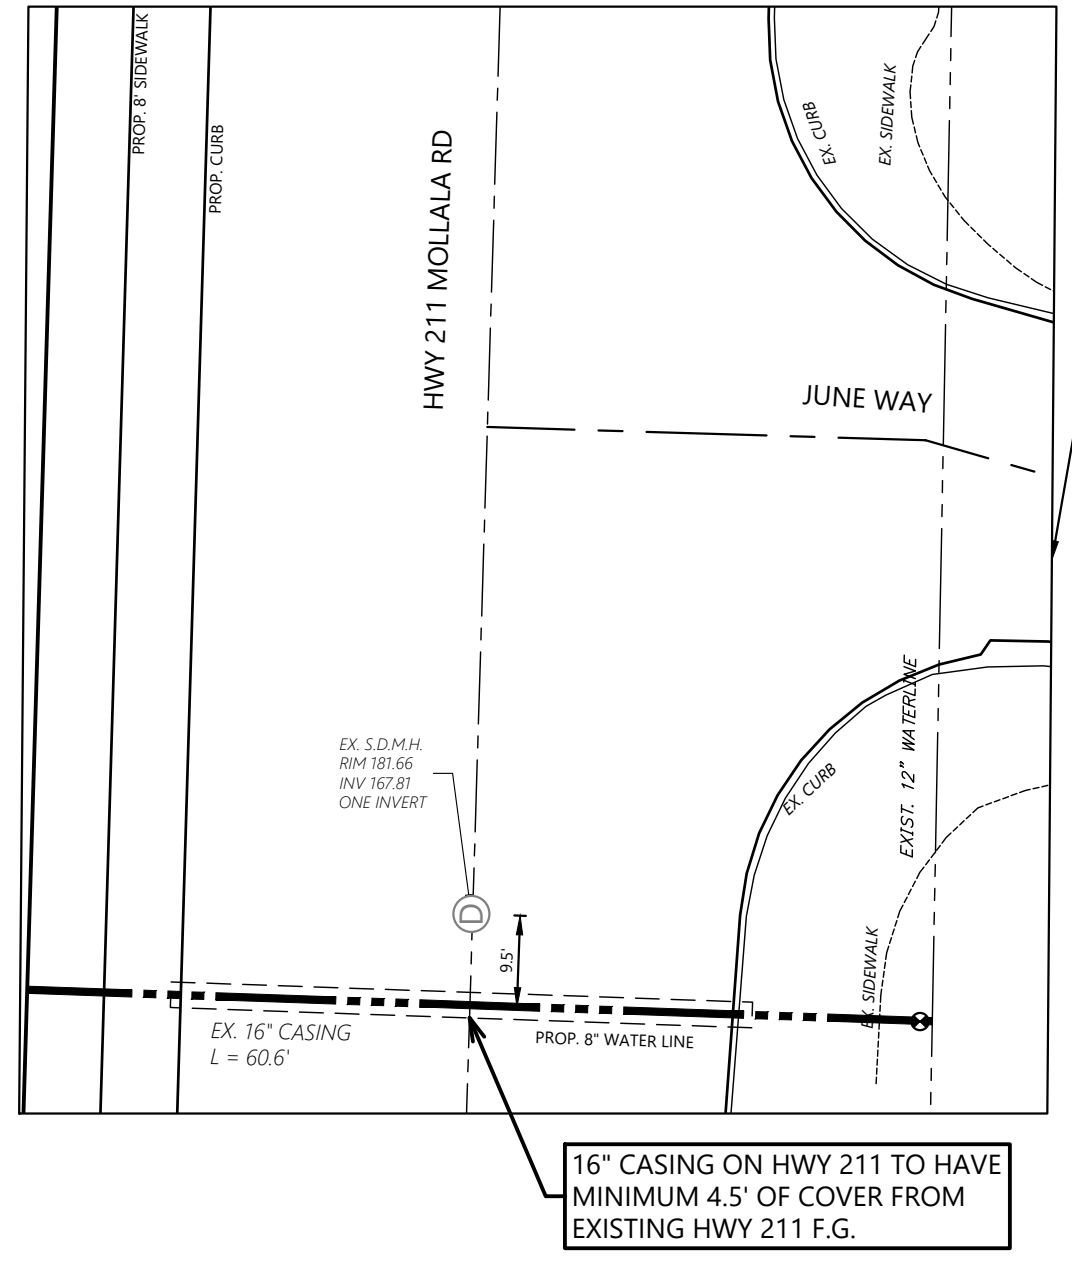 PROP. 8' SIDEWALK
PROP. CURB
HWY 211 MOLLALA RD
EX. CURB
EX. SIDEWALK
JUNE WAY
EX. S.D.M.H.
RIM 181.66
INV 167.81
ONE INVERT
D
9.5'
EX. CURB
EXIST. 12" WATERLINE
EX. SIDEWALK
EX. 16" CASING
L = 60.6'
PROP. 8" WATER LINE
16" CASING ON HWY 211 TO HAVE
MINIMUM 4.5' OF COVER FROM
EXISTING HWY 211 F.G.